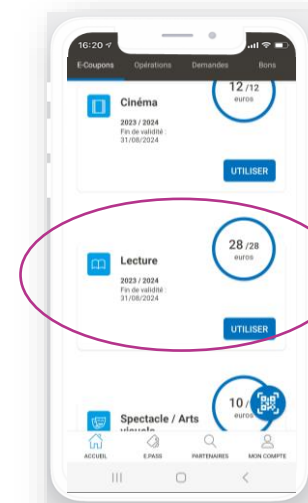 16:20
E-Coupons Opérations Demandes Bons
12 /12
euros
Cinéma
2023 / 2024
Fin de validité :
31/08/2024
UTILISER
28 /28
euros
Lecture
2023 / 2024
Fin de validité :
31/08/2024
UTILISER
10 /
euros
Spectacle / Arts
visuels
ACCUEIL E.PASS PARTENAIRES MON COMPTE